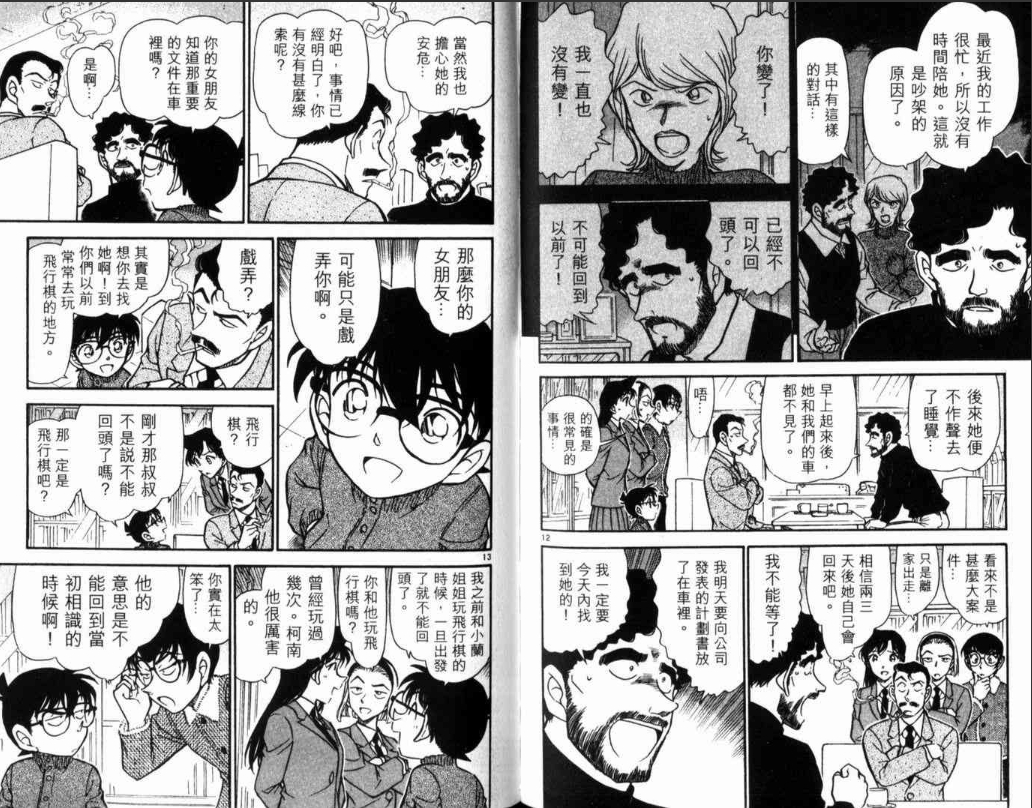 最近我的工作
很忙，所以沒有
時間陪她。這就
是吵架的
原因了。
其中有這樣
的對話…
你變了！
我一直也
沒有變！
已經不
可以回
頭了。
不可能回到
以前了！
後來她便
不作聲去
了睡覺…
早上起來後，
她和我們的車
都不見了。
唔…
的確是
很常見的
事情…
12
看來不是
甚麼大案
件…
只是離
家出走…
相信兩三
天後她自己會
回來吧。
我不能等了！
我明天要向公司
發表的計劃書放
了在車裡。
我一定要
今天內找
到她的！
當然我也
擔心她的
安危。
好吧，事情已
經明白了，你
有沒有甚麼線
索呢？
你的女朋友
知道那重要
的文件在車
裡嗎？
是啊…
那麼你的
女朋友…
可能只是戲
弄你啊。
戲弄？
其實是
想你去找
她啊！到
你們以前
常常去玩
飛行棋的地方。
飛行
棋？
剛才那叔叔
不是說不能
回頭了嗎？
那一定是
飛行棋吧？
13
我之前和小蘭
姐姐玩飛行棋的
時候，一旦出發
了就不能回
頭了。
你和他玩飛
行棋嗎？
曾經玩過
幾次。柯南
他很厲害
的。
你實在太
笨了…
他的
意思是不
能回到當
初相識的
時候啊！